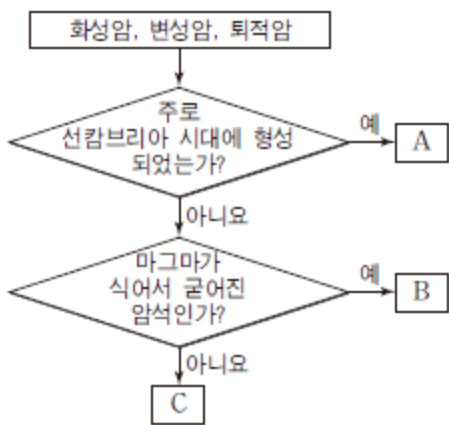 화성암, 변성암, 퇴적암
주로
선캄브리아 시대에 형성
되었는가?
예
A
아니요
마그마가
식어서 굳어진
암석인가?
예
B
아니요
C